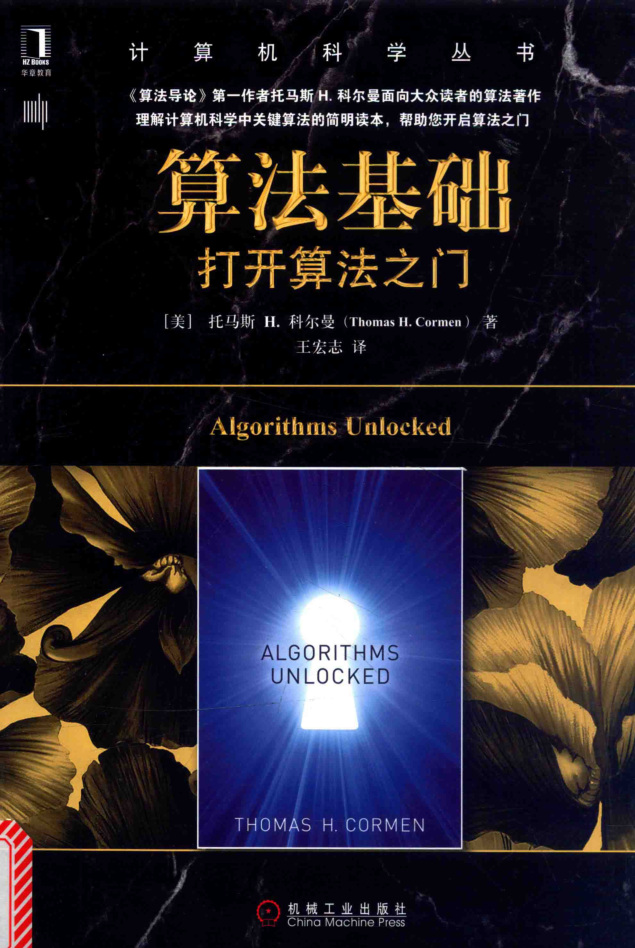 HZ Books
华章教育
计算机科学丛书
《算法导论》第一作者托马斯 H. 科尔曼面向大众读者的算法著作
理解计算机科学中关键算法的简明读本，帮助您开启算法之门
算法基础
打开算法之门
［美］ 托马斯 H. 科尔曼（Thomas H. Cormen） 著
王宏志 译
Algorithms Unlocked
ALGORITHMS
UNLOCKED
THOMAS H. CORMEN
机械工业出版社
China Machine Press